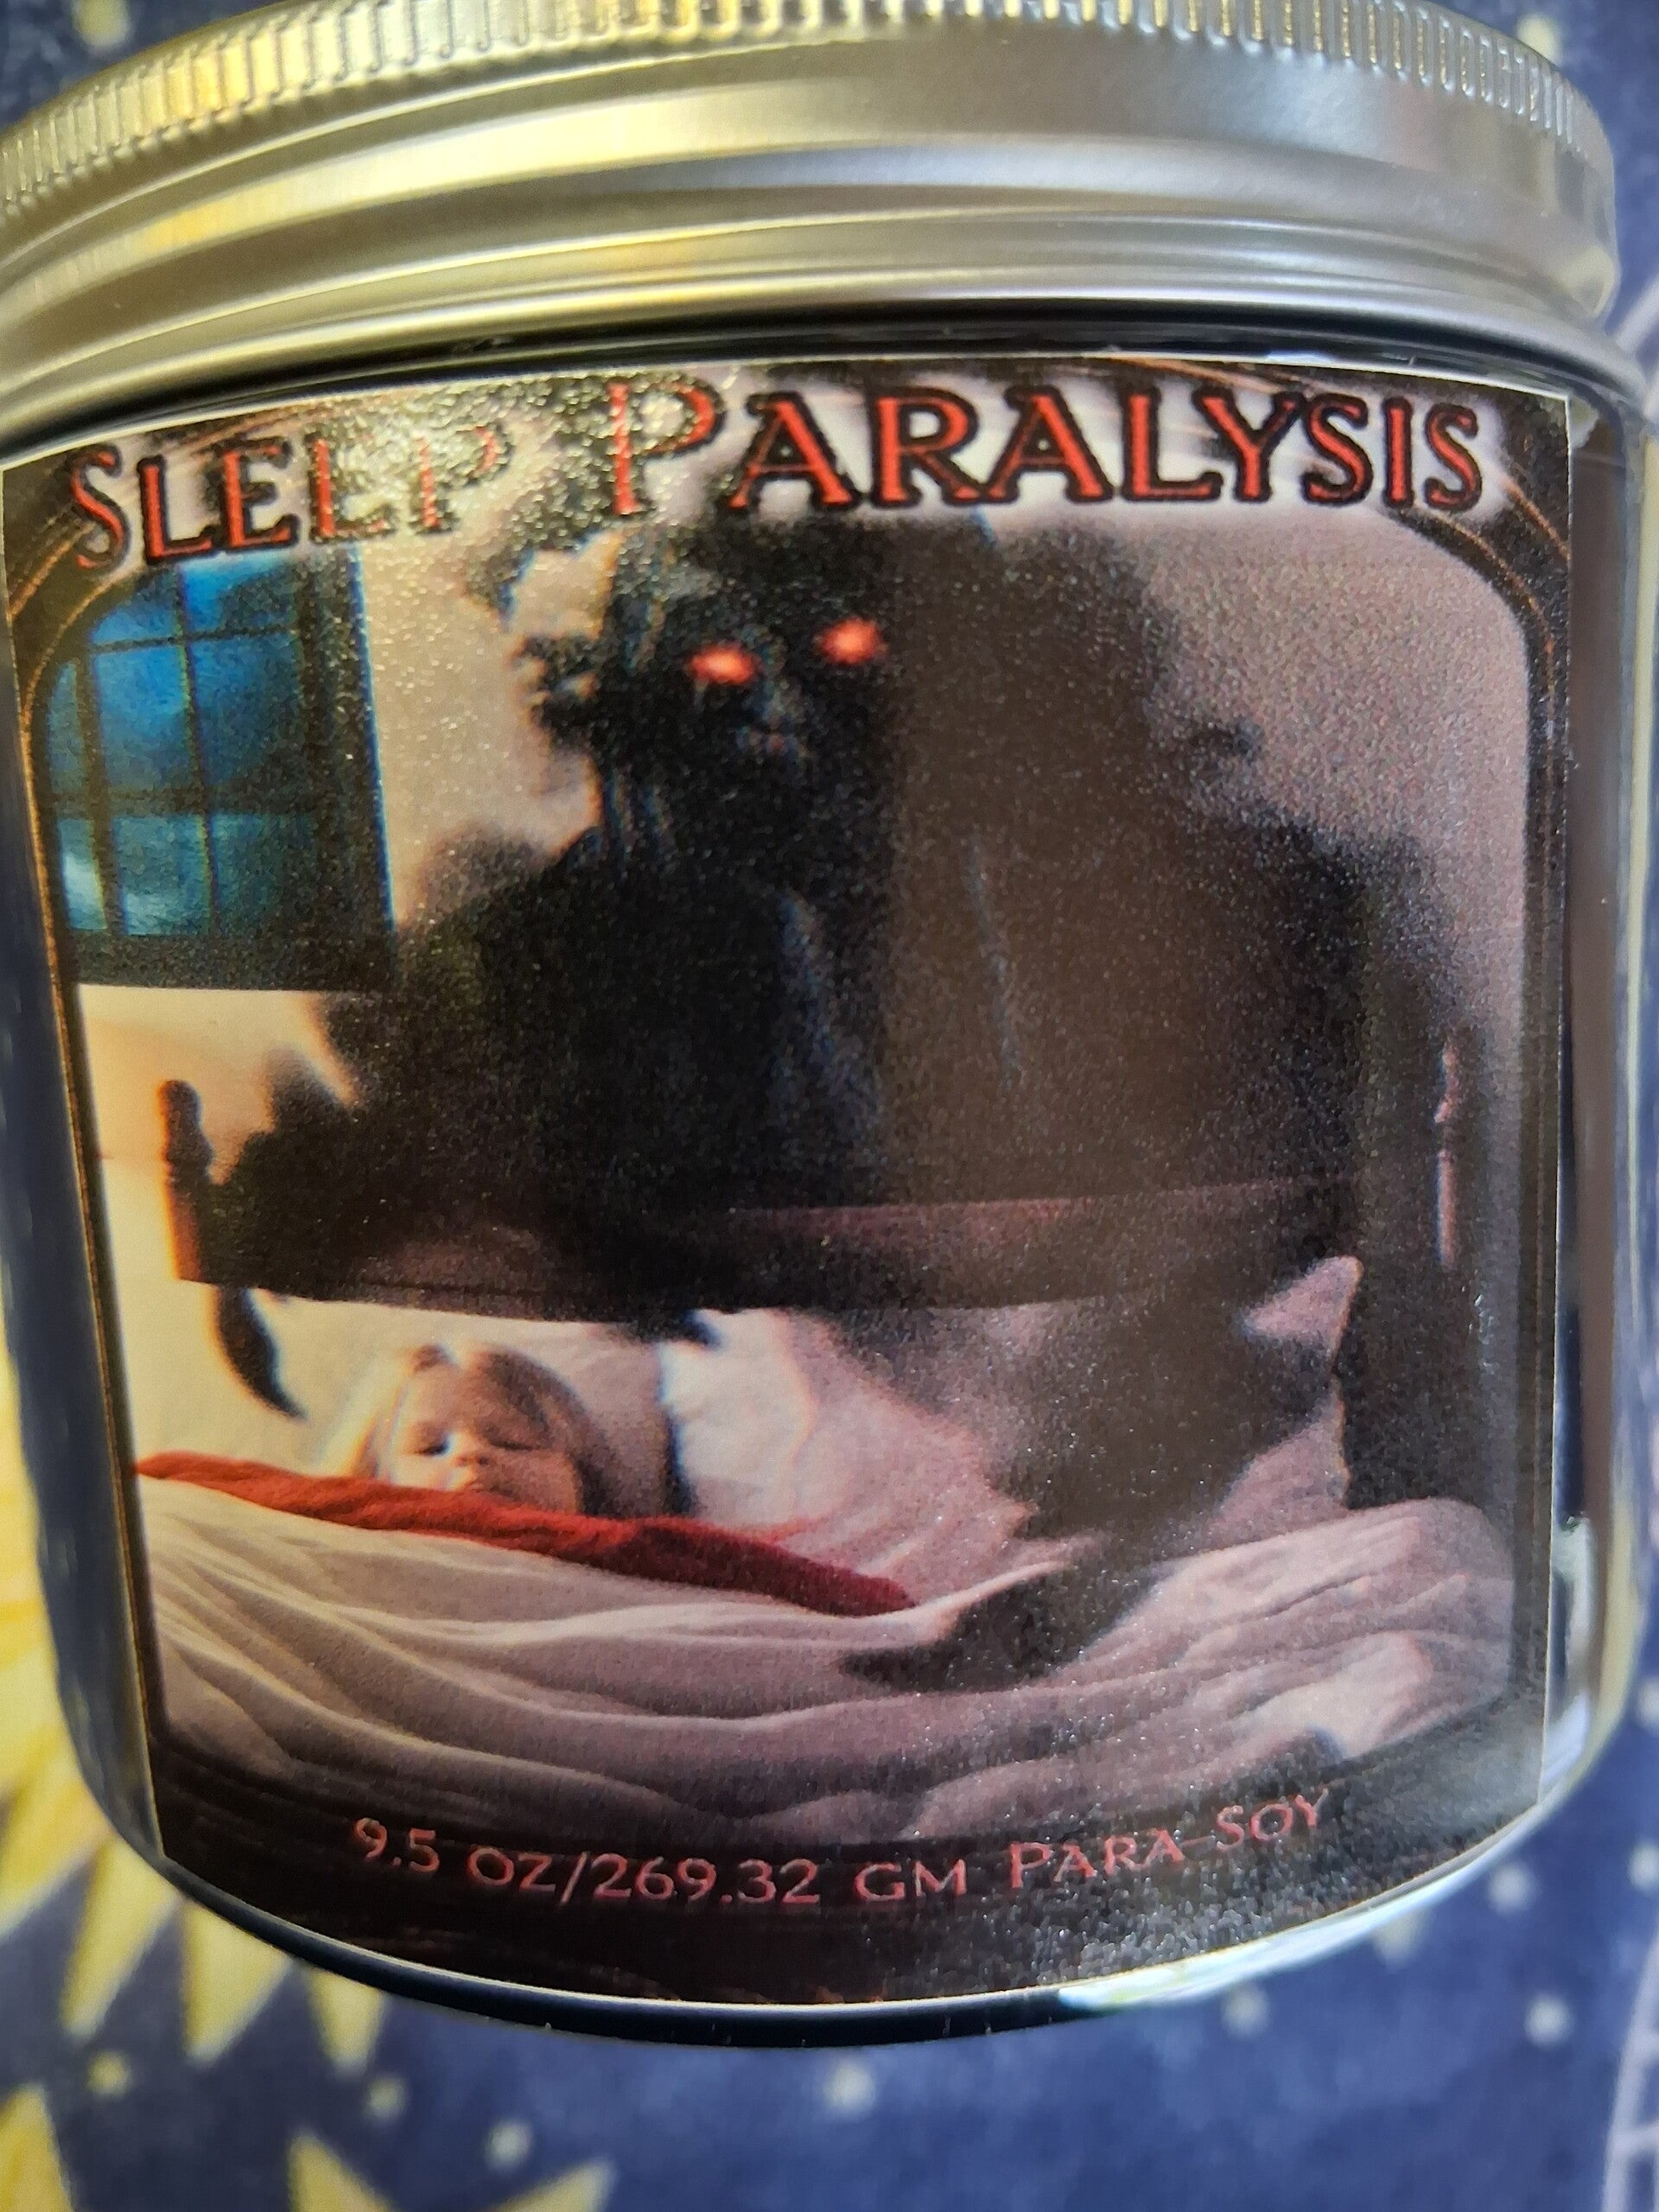 SLEEP PARALYSIS
9.5 OZ/269.32 GM PARA-SOY